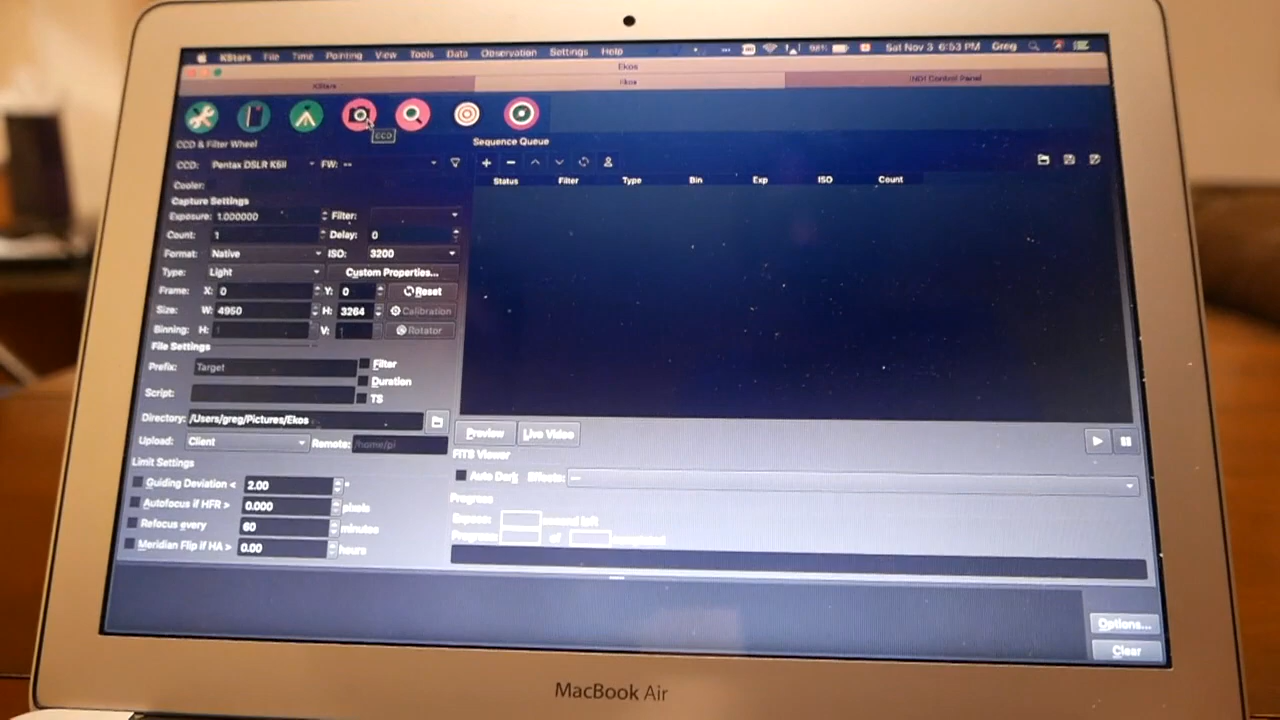 KStars File Time Pointing View Tools Data Observation Settings Help 98% Sat Nov 3 6:53 PM Greg
Ekos
KStars Ekos INDI Control Panel
CCD
CCD & Filter Wheel Sequence Queue
CCD: Pentax DSLR K5II FW: --
Cooler:
Status Filter Type Bin Exp ISO Count
Capture Settings
Exposure: 1.000000 Filter:
Count: 1 Delay: 0
Format: Native ISO: 3200
Type: Light Custom Properties...
Frame: X: 0 Y: 0 Reset
Size: W: 4950 H: 3264 Calibration
Binning: H: 1 V: 1 Rotator
File Settings
Prefix: Target Filter
Duration
Script: TS
Directory: /Users/greg/Pictures/Ekos
Upload: Client Remote: /home/pi
Preview Live Video
FITS Viewer
Limit Settings
Auto Dark Effects: --
Guiding Deviation < 2.00 "
Autofocus if HFR > 0.000 pixels
Refocus every 60 minutes
Meridian Flip if HA > 0.00 hours
Progress
Expose: second left
Progress: of completed
Options...
Clear
MacBook Air